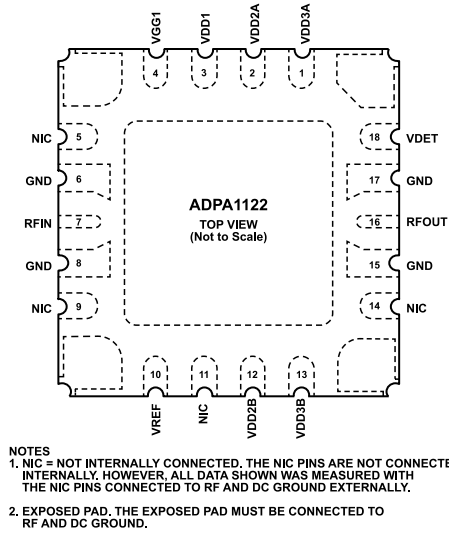 VGG1
VDD1
VDD2A
VDD3A
4
3
2
1
NIC 5
18 VDET
GND 6
17 GND
ADPA1122
TOP VIEW
(Not to Scale)
RFIN 7
16 RFOUT
GND 8
15 GND
NIC 9
14 NIC
10
11
12
13
VREF
NIC
VDD2B
VDD3B
NOTES
1. NIC = NOT INTERNALLY CONNECTED. THE NIC PINS ARE NOT CONNECTE
INTERNALLY. HOWEVER, ALL DATA SHOWN WAS MEASURED WITH
THE NIC PINS CONNECTED TO RF AND DC GROUND EXTERNALLY.
2. EXPOSED PAD. THE EXPOSED PAD MUST BE CONNECTED TO
RF AND DC GROUND.